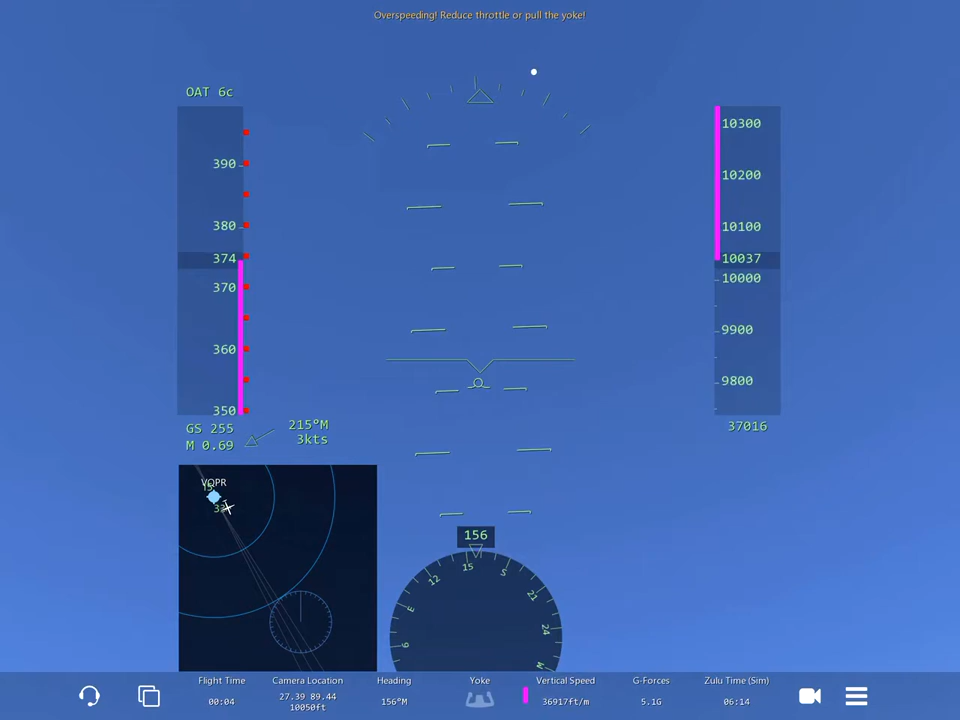 Overspeeding! Reduce throttle or pull the yoke!
OAT 6c
390
380
374
370
360
350
GS 255
M 0.69
215°M
3kts
10300
10200
10100
10037
10000
9900
9800
37016
VOPR
15
33
156
6
E
12
15
S
21
24
Flight Time
00:04
Camera Location
27.39 89.44
10050ft
Heading
156°M
Yoke
Vertical Speed
36917ft/m
G-Forces
5.1G
Zulu Time (Sim)
06:14